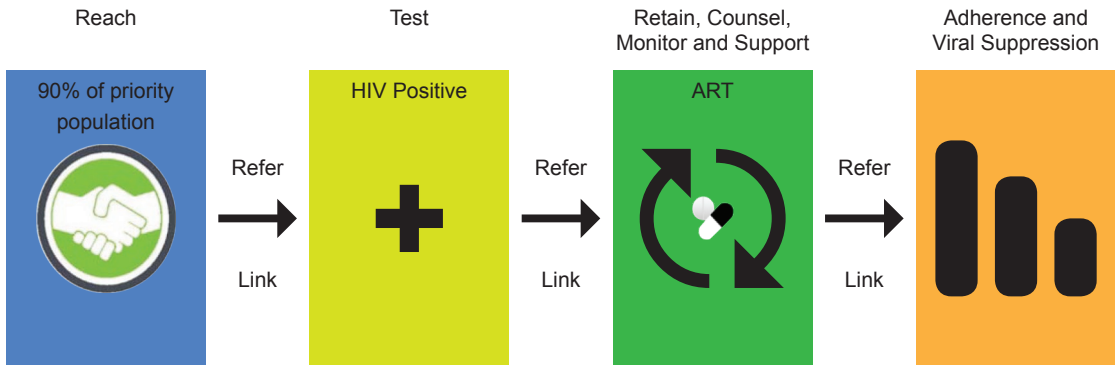 Reach
Test
Retain, Counsel,
Monitor and Support
Adherence and
Viral Suppression
90% of priority
population
HIV Positive
ART
Refer
Link
Refer
Link
Refer
Link